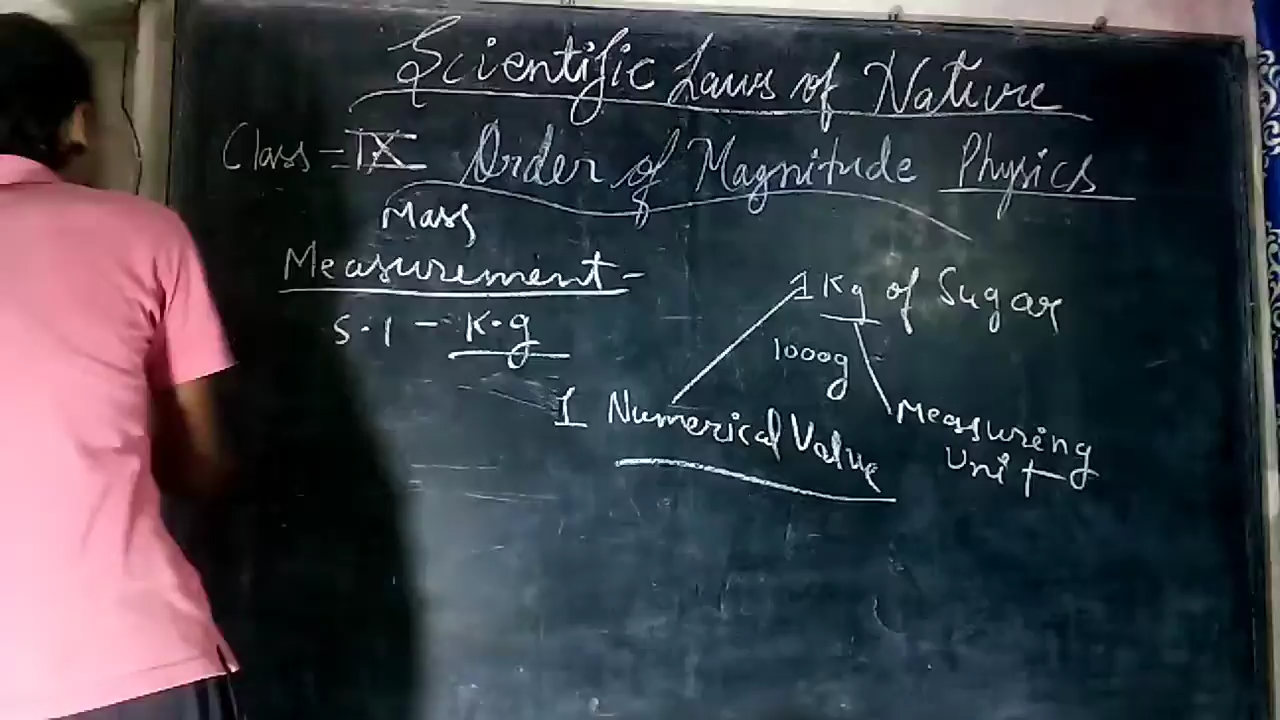 Scientific Laws of Nature
Class = IX Order of Magnitude Physics
Mass
Measurement -
S.I - K.g
1 Kg of Sugar
1000g
1 Numerical Value
Measuring
Unit